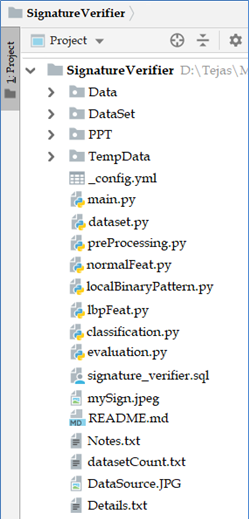 SignatureVerifier
1: Project
Project
SignatureVerifier D:\Tejas\M
Data
DataSet
PPT
TempData
_config.yml
main.py
dataset.py
preProcessing.py
normalFeat.py
localBinaryPattern.py
lbpFeat.py
classification.py
evaluation.py
signature_verifier.sql
mySign.jpeg
MD README.md
Notes.txt
datasetCount.txt
DataSource.JPG
Details.txt